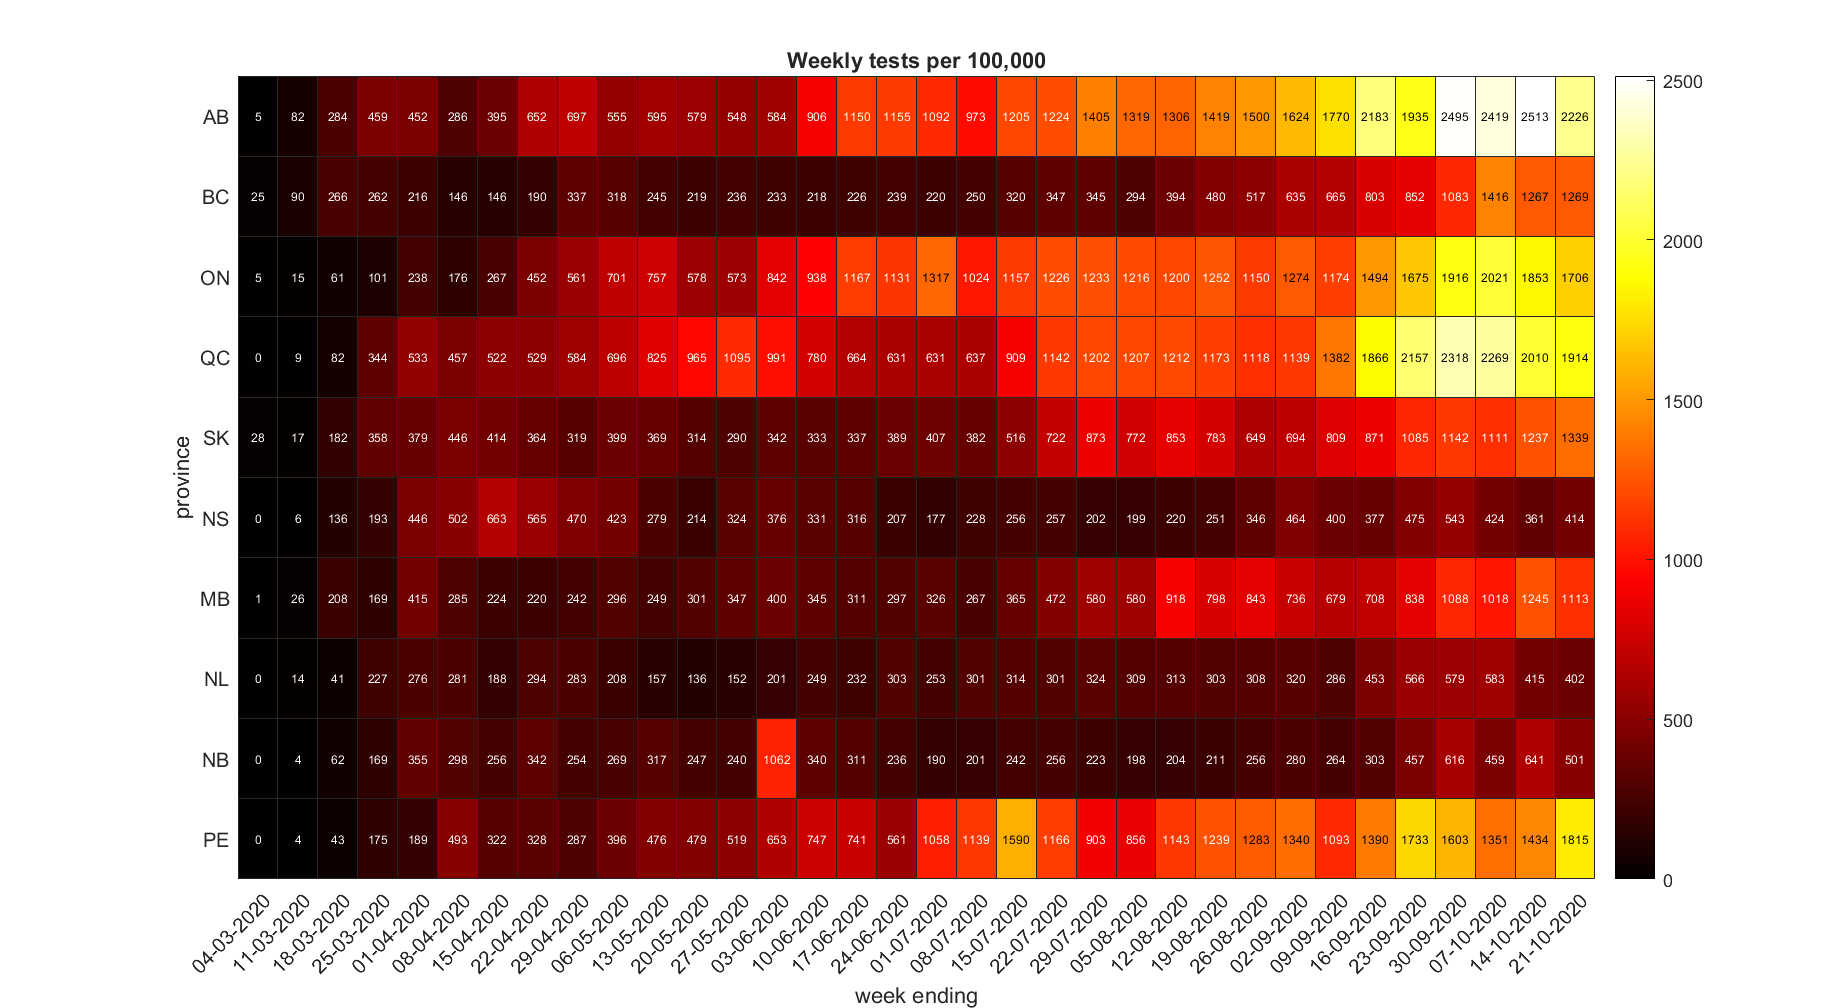 Weekly tests per 100,000
AB 5 82 284 459 452 286 395 652 697 555 595 579 548 584 906 1150 1155 1092 973 1205 1224 1405 1319 1306 1419 1500 1624 1770 2183 1935 2495 2419 2513 2226
BC 25 90 266 262 216 146 146 190 337 318 245 219 236 233 218 226 239 220 250 320 347 345 294 394 480 517 635 665 803 852 1083 1416 1267 1269
ON 5 15 61 101 238 176 267 452 561 701 757 578 573 842 938 1167 1131 1317 1024 1157 1226 1233 1216 1200 1252 1150 1274 1174 1494 1675 1916 2021 1853 1706
QC 0 9 82 344 533 457 522 529 584 696 825 965 1095 991 780 664 631 631 637 909 1142 1202 1207 1212 1173 1118 1139 1382 1866 2157 2318 2269 2010 1914
SK 28 17 182 358 379 446 414 364 319 399 369 314 290 342 333 337 389 407 382 516 722 873 772 853 783 649 694 809 871 1085 1142 1111 1237 1339
NS 0 6 136 193 446 502 663 565 470 423 279 214 324 376 331 316 207 177 228 256 257 202 199 220 251 346 464 400 377 475 543 424 361 414
MB 1 26 208 169 415 285 224 220 242 296 249 301 347 400 345 311 297 326 267 365 472 580 580 918 798 843 736 679 708 838 1088 1018 1245 1113
NL 0 14 41 227 276 281 188 294 283 208 157 136 152 201 249 232 303 253 301 314 301 324 309 313 303 308 320 286 453 566 579 583 415 402
NB 0 4 62 169 355 298 256 342 254 269 317 247 240 1062 340 311 236 190 201 242 256 223 198 204 211 256 280 264 303 457 616 459 641 501
PE 0 4 43 175 189 493 322 328 287 396 476 479 519 653 747 741 561 1058 1139 1590 1166 903 856 1143 1239 1283 1340 1093 1390 1733 1603 1351 1434 1815
province
04-03-2020 11-03-2020 18-03-2020 25-03-2020 01-04-2020 08-04-2020 15-04-2020 22-04-2020 29-04-2020 06-05-2020 13-05-2020 20-05-2020 27-05-2020 03-06-2020 10-06-2020 17-06-2020 24-06-2020 01-07-2020 08-07-2020 15-07-2020 22-07-2020 29-07-2020 05-08-2020 12-08-2020 19-08-2020 26-08-2020 02-09-2020 09-09-2020 16-09-2020 23-09-2020 30-09-2020 07-10-2020 14-10-2020 21-10-2020
week ending
2500
2000
1500
1000
500
0